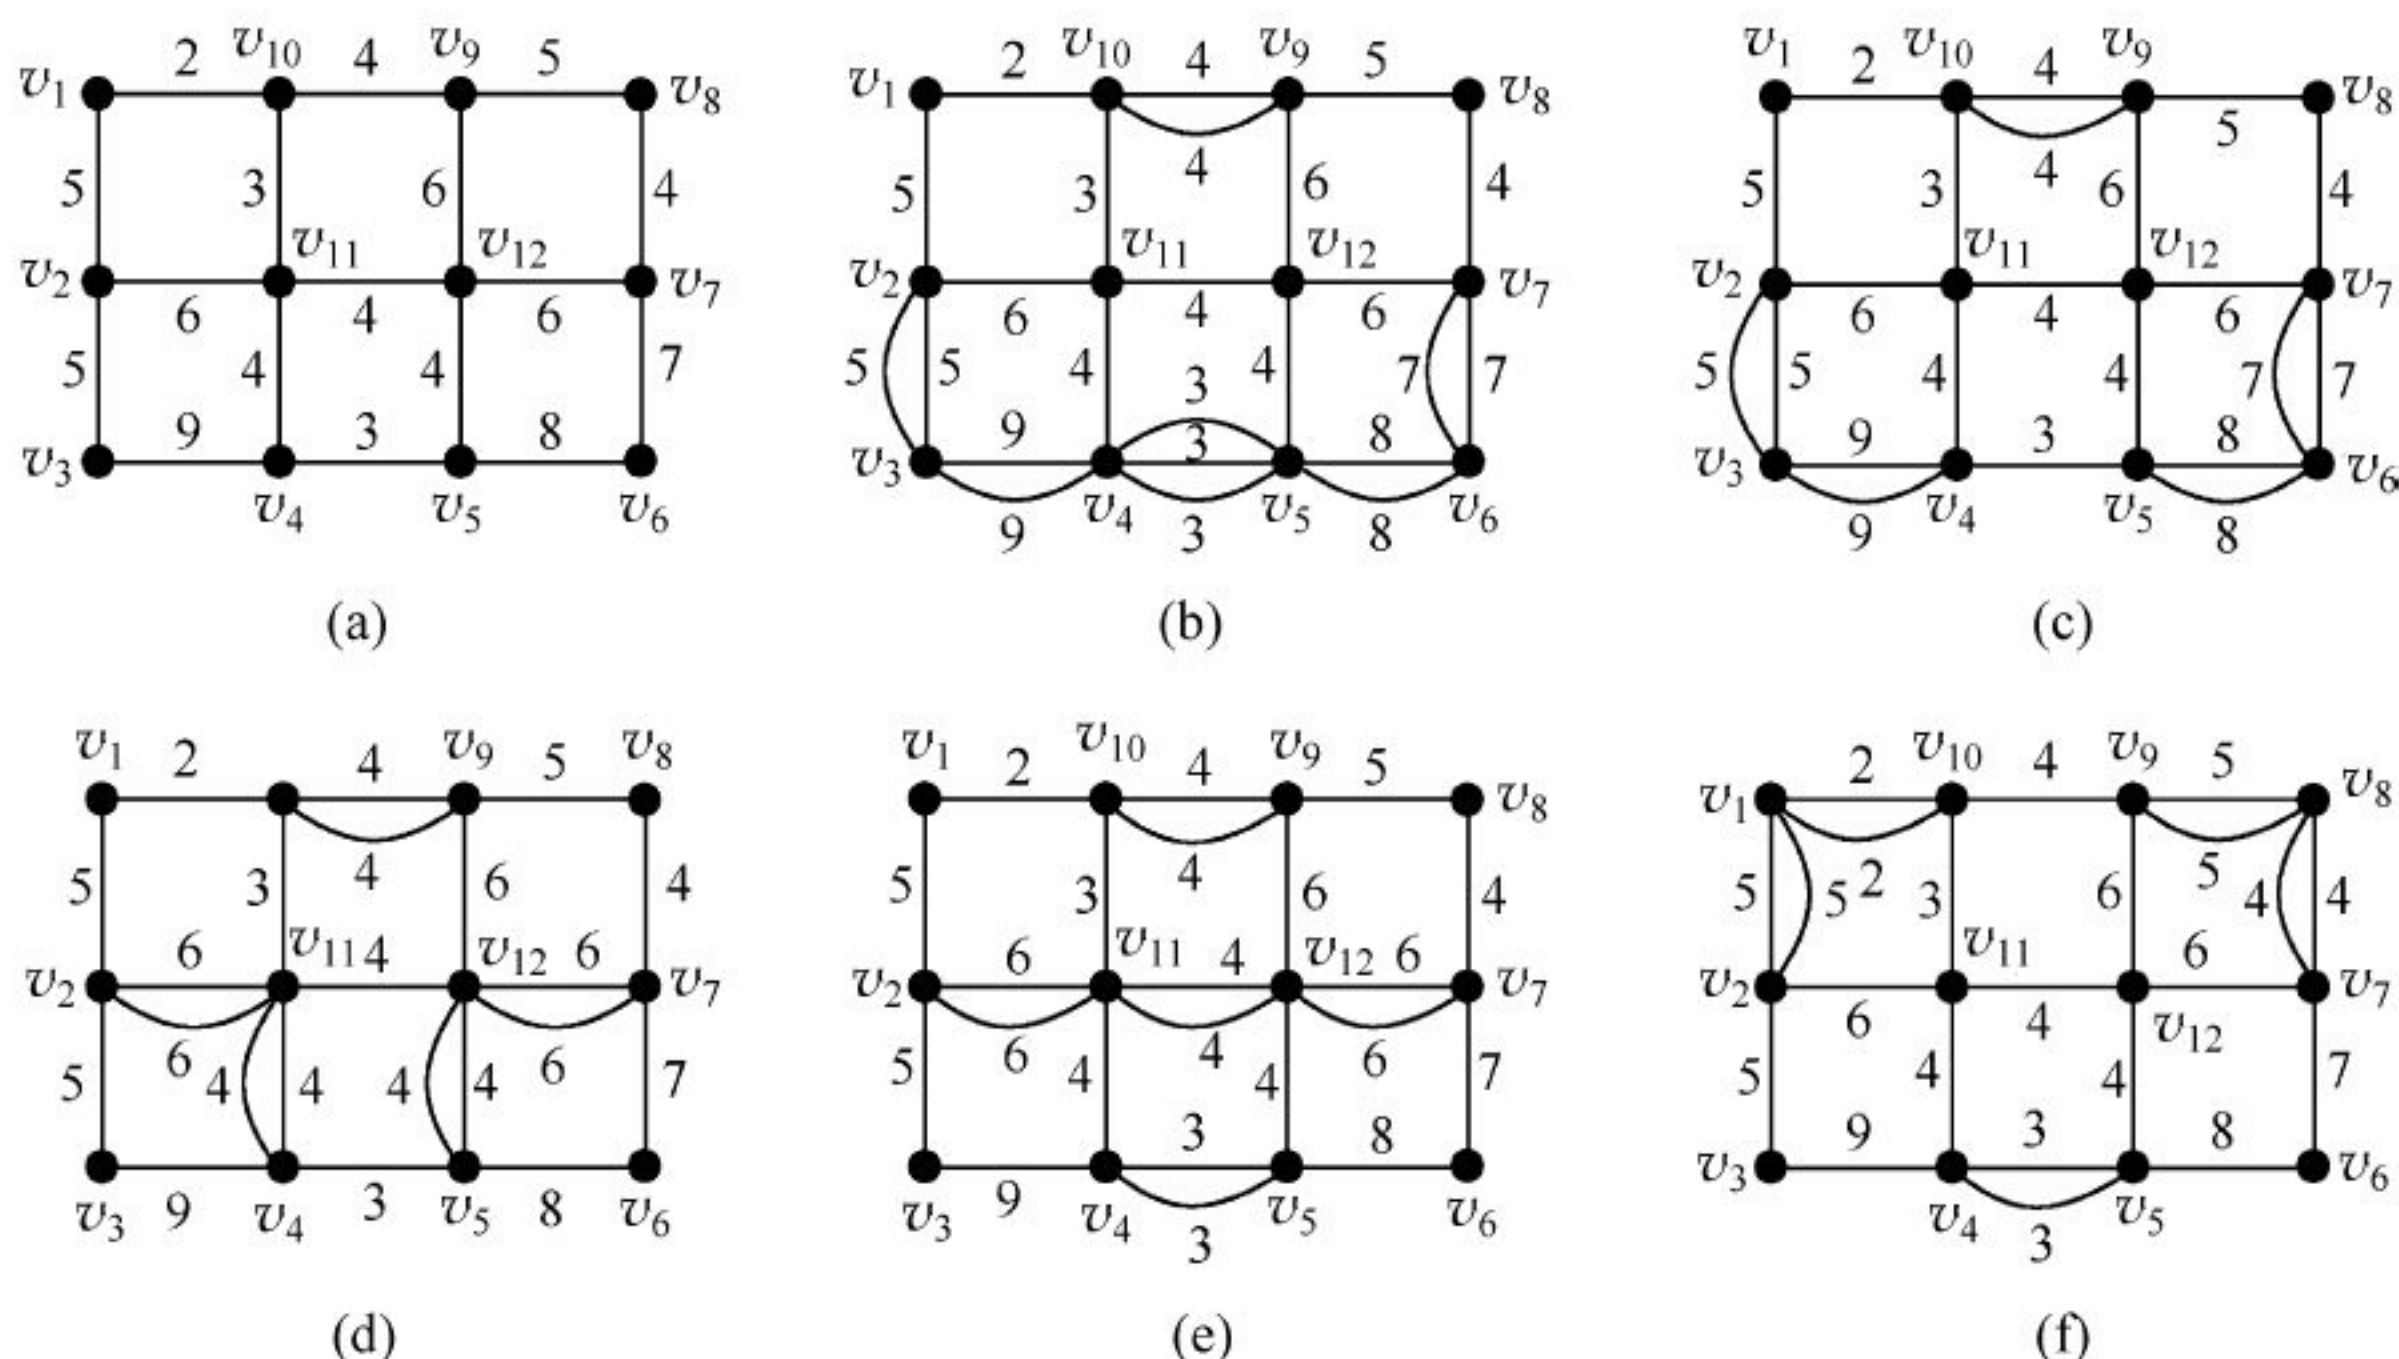 2 v10 4 v9 5
v1 v8
5 3 6 4
v11 v12
v2 v7
6 4 6
5 4 4 7
9 3 8
v3 v4 v5 v6
(a)
2 v10 4 v9 5
v1 v8
4
5 3 6 4
v11 v12
v2 v7
6 4 6
5 5 4 3 4 7 7
9 3 8
v3 v4 v5 v6
9 3 8
(b)
v1 2 v10 4 v9
v8
5
5 3 4 6 4
v11 v12
v2 v7
6 4 6
5 5 4 4 7 7
9 3 8
v3 v4 v5 v6
9 8
(c)
v1 2 4 v9 5 v8
4
5 3 6 4
6 v11 4 v12 6
v2 v7
6 6
5 4 4 4 4 7
v3 9 v4 3 v5 8 v6
(d)
v1 2 v10 4 v9 5
v8
4
5 3 6 4
6 v11 4 v12 6
v2 v7
6 4 6
5 4 4 7
3 8
v3 9 v4 v5 v6
3
(e)
2 v10 4 v9 5
v1 v8
5 5 2 3 6 5 4 4
v11 6
v2 v7
6 4 v12
5 4 4 7
9 3 8
v3 v4 v5 v6
3
(f)